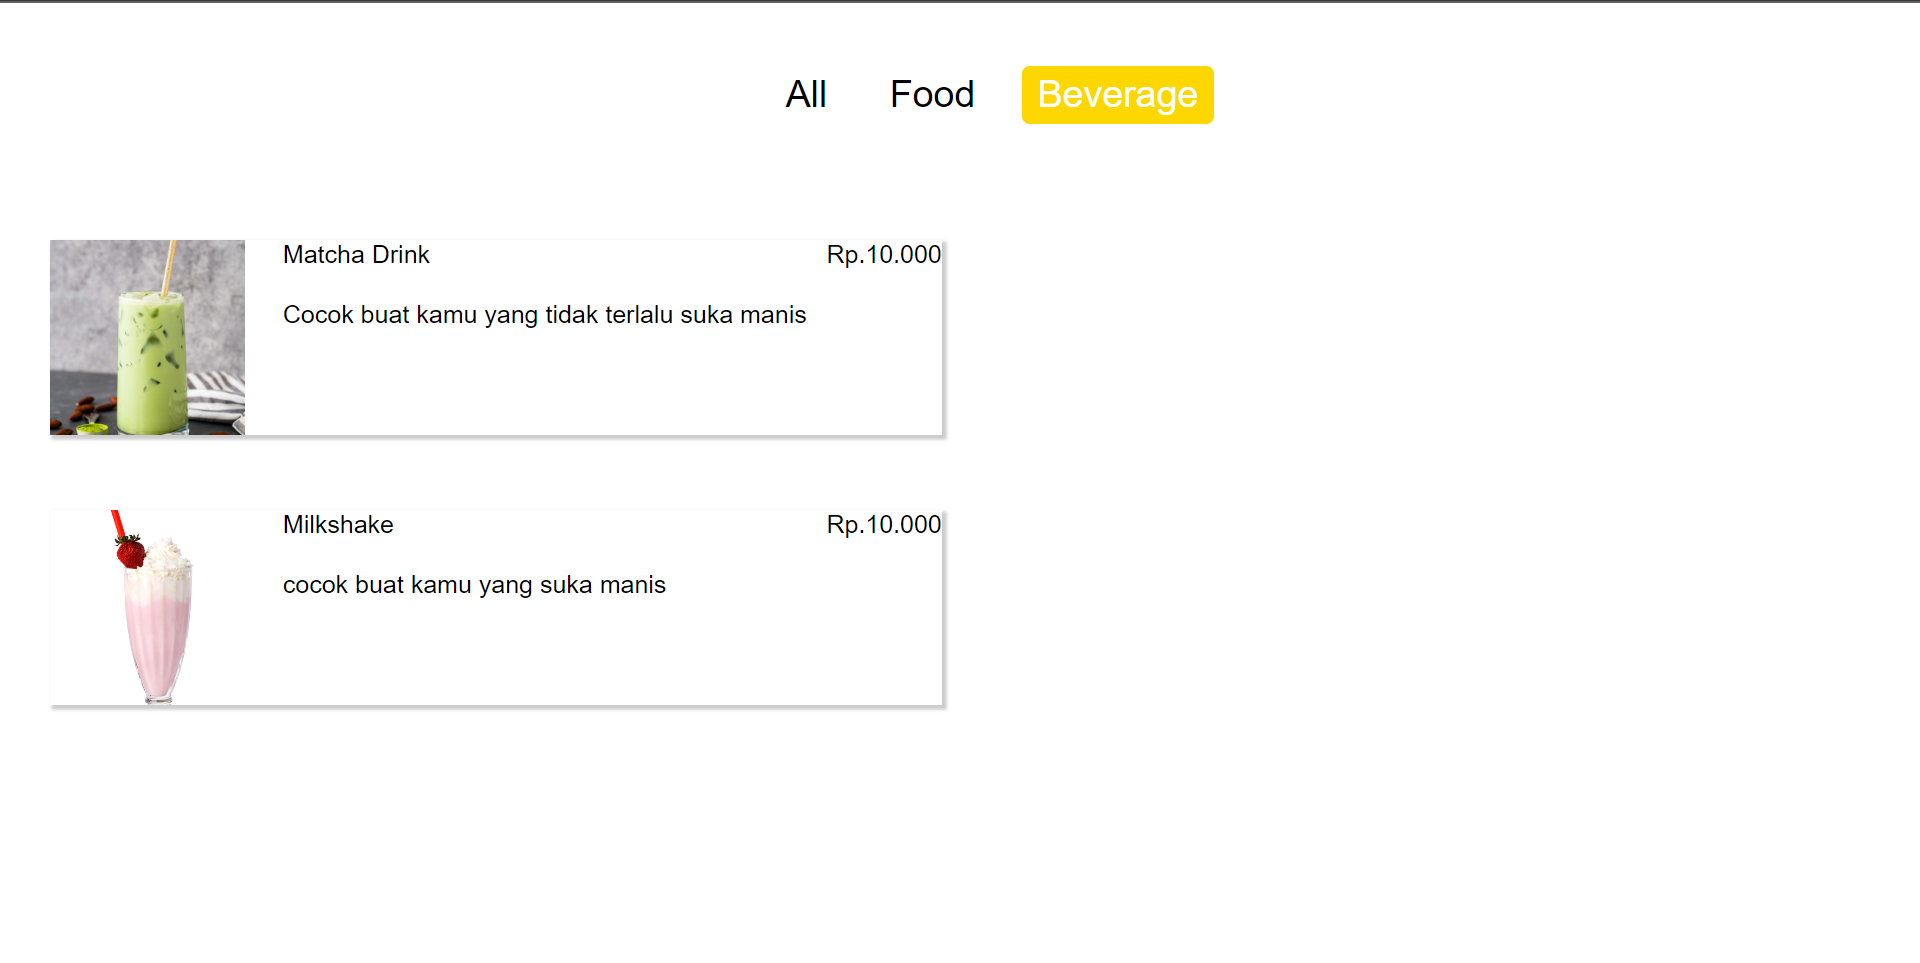 All Food Beverage
Matcha Drink Rp.10.000
Cocok buat kamu yang tidak terlalu suka manis
Milkshake Rp.10.000
cocok buat kamu yang suka manis